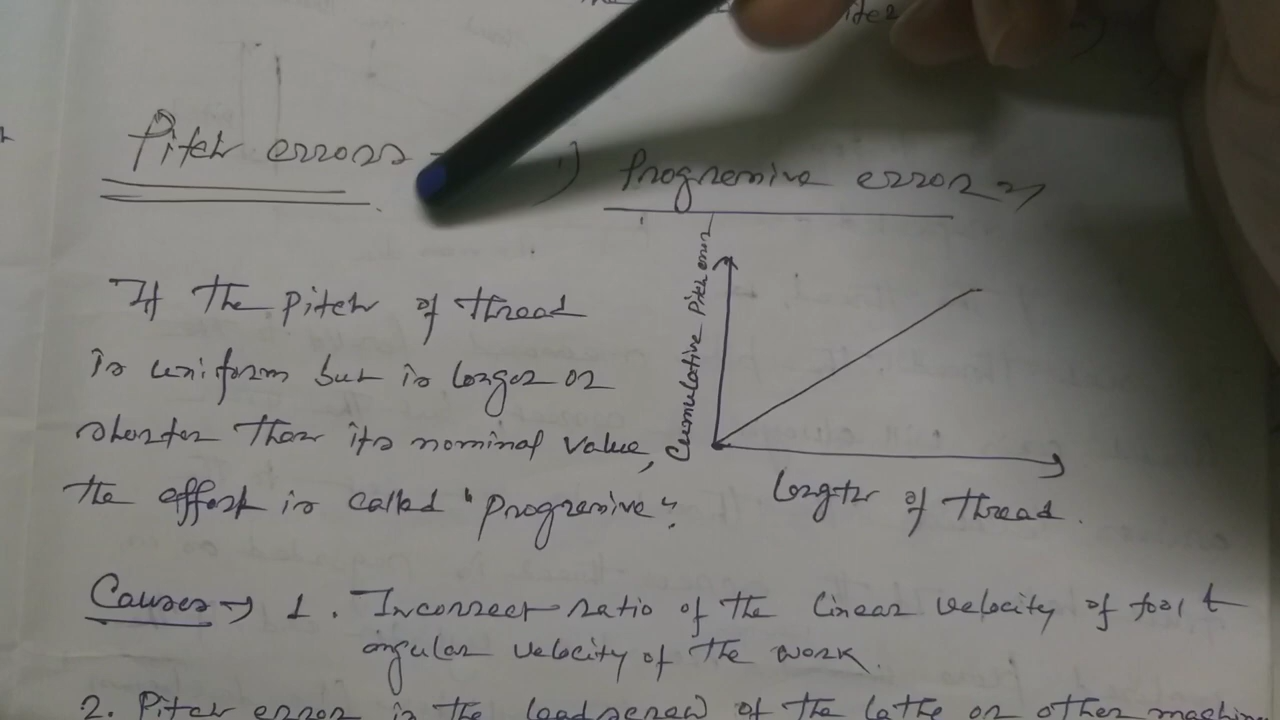 Pitch errors -
i) Progressive error →
If the pitch of thread
is uniform but is longer or
shorter than its nominal value,
the effort is called "Progressive".
Cumulative Pitch error
Length of thread.
Causes → 1. Incorrect ratio of the linear velocity of tool &
angular velocity of the work.
2. Pitch error in the leadscrew of the lathe or other machine